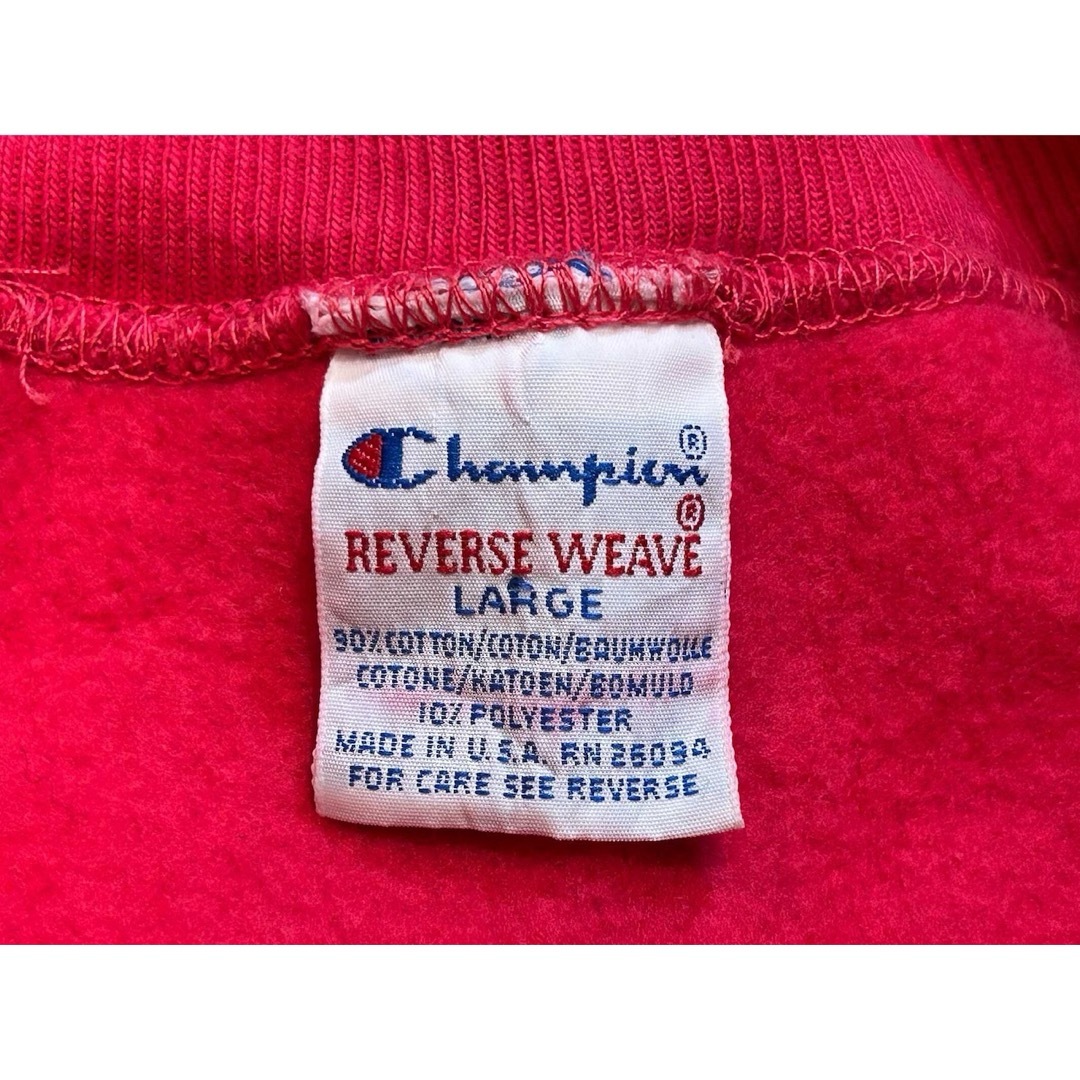 Champion®
REVERSE WEAVE®
LARGE
90% COTTON/COTON/BAUMWOLLE
COTONE/KATOEN/BOMULD
10% POLYESTER
MADE IN U.S.A. RN 26094
FOR CARE SEE REVERSE